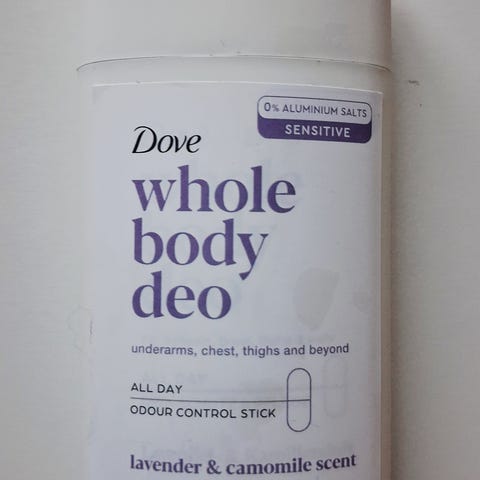 0% ALUMINIUM SALTS
SENSITIVE
Dove
whole
body
deo
underarms, chest, thighs and beyond
ALL DAY
ODOUR CONTROL STICK
lavender & camomile scent